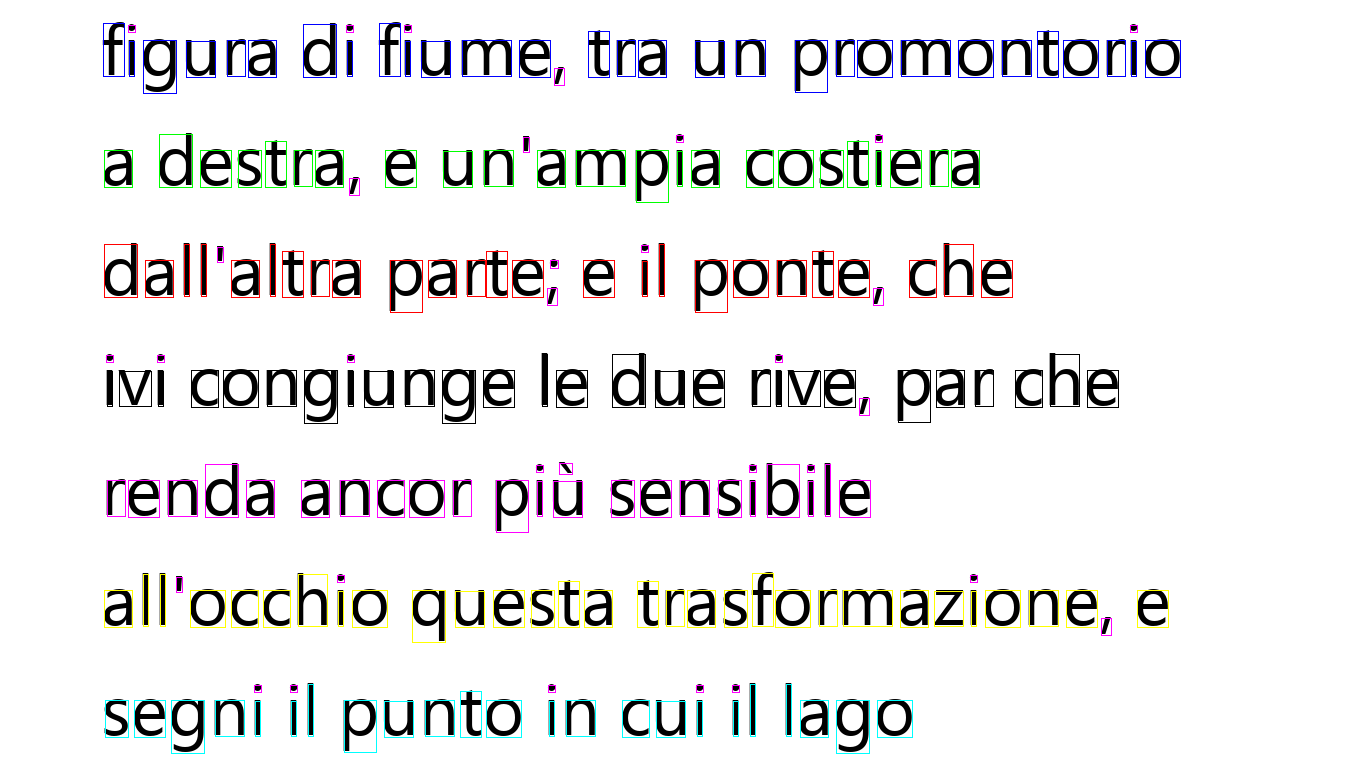 figura di fiume, tra un promontorio
a destra, e un'ampia costiera
dall'altra parte; e il ponte, che
ivi congiunge le due rive, par che
renda ancor più sensibile
all'occhio questa trasformazione, e
segni il punto in cui il lago